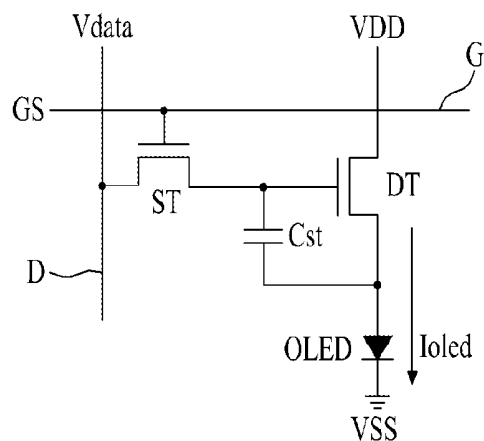 Vdata
VDD
G
GS
ST
DT
Cst
D
OLED
Ioled
VSS